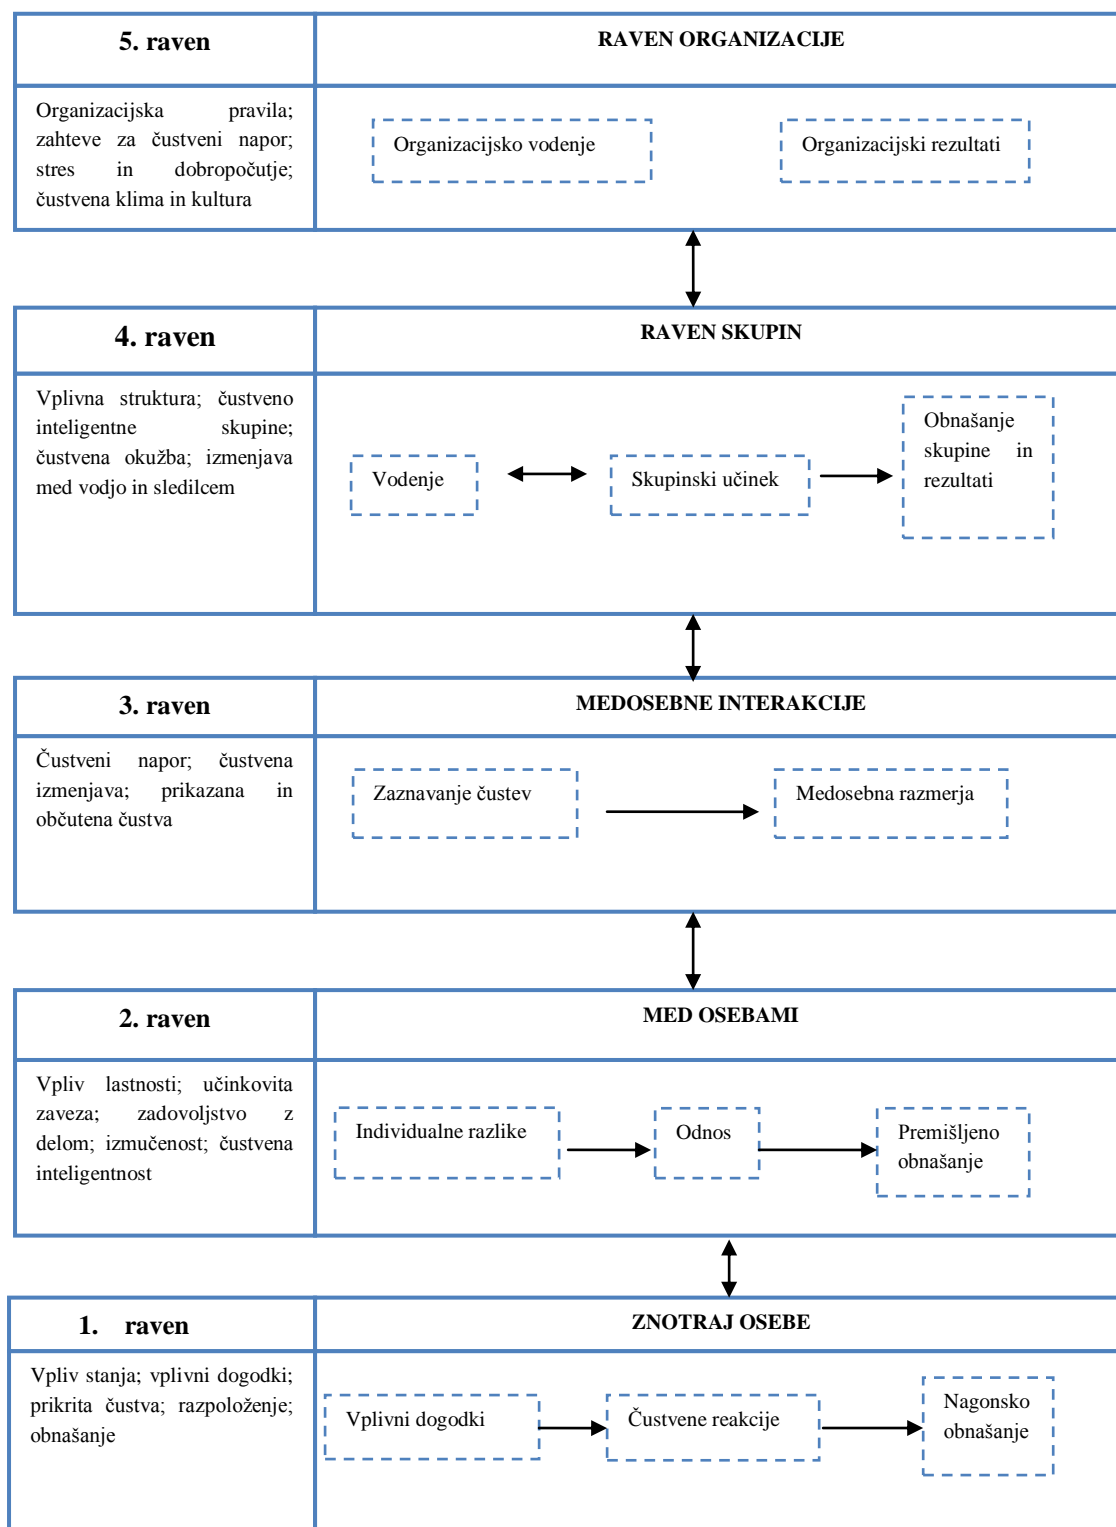 5. raven
RAVEN ORGANIZACIJE
Organizacijska pravila;
zahteve za čustveni napor;
stres in dobropočutje;
čustvena klima in kultura
Organizacijsko vodenje
Organizacijski rezultati
4. raven
RAVEN SKUPIN
Vplivna struktura; čustveno
inteligentne skupine;
čustvena okužba; izmenjava
med vodjo in sledilcem
Vodenje
Skupinski učinek
Obnašanje
skupine in
rezultati
3. raven
MEDOSEBNE INTERAKCIJE
Čustveni napor; čustvena
izmenjava; prikazana in
občutena čustva
Zaznavanje čustev
Medosebna razmerja
2. raven
MED OSEBAMI
Vpliv lastnosti; učinkovita
zaveza; zadovoljstvo z
delom; izmučenost; čustvena
inteligentnost
Individualne razlike
Odnos
Premišljeno
obnašanje
1. raven
ZNOTRAJ OSEBE
Vpliv stanja; vplivni dogodki;
prikrita čustva; razpoloženje;
obnašanje
Vplivni dogodki
Čustvene reakcije
Nagonsko
obnašanje